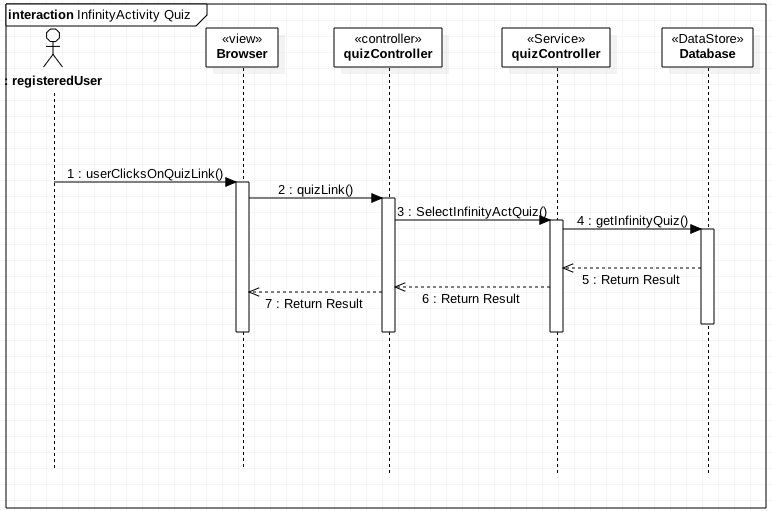 interaction InfinityActivity Quiz
«view»
Browser
«controller»
quizController
«Service»
quizController
«DataStore»
Database
: registeredUser
1 : userClicksOnQuizLink()
2 : quizLink()
3 : SelectInfinityActQuiz()
4 : getInfinityQuiz()
5 : Return Result
6 : Return Result
7 : Return Result